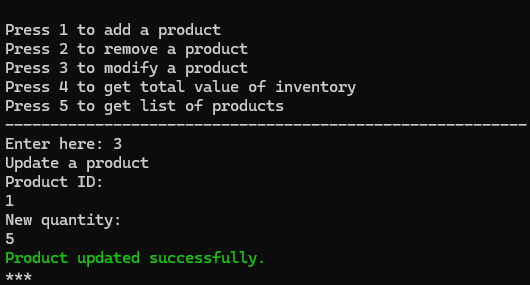 Press 1 to add a product
Press 2 to remove a product
Press 3 to modify a product
Press 4 to get total value of inventory
Press 5 to get list of products
----------------------------------------------------------
Enter here: 3
Update a product
Product ID:
1
New quantity:
5
Product updated successfully.
***